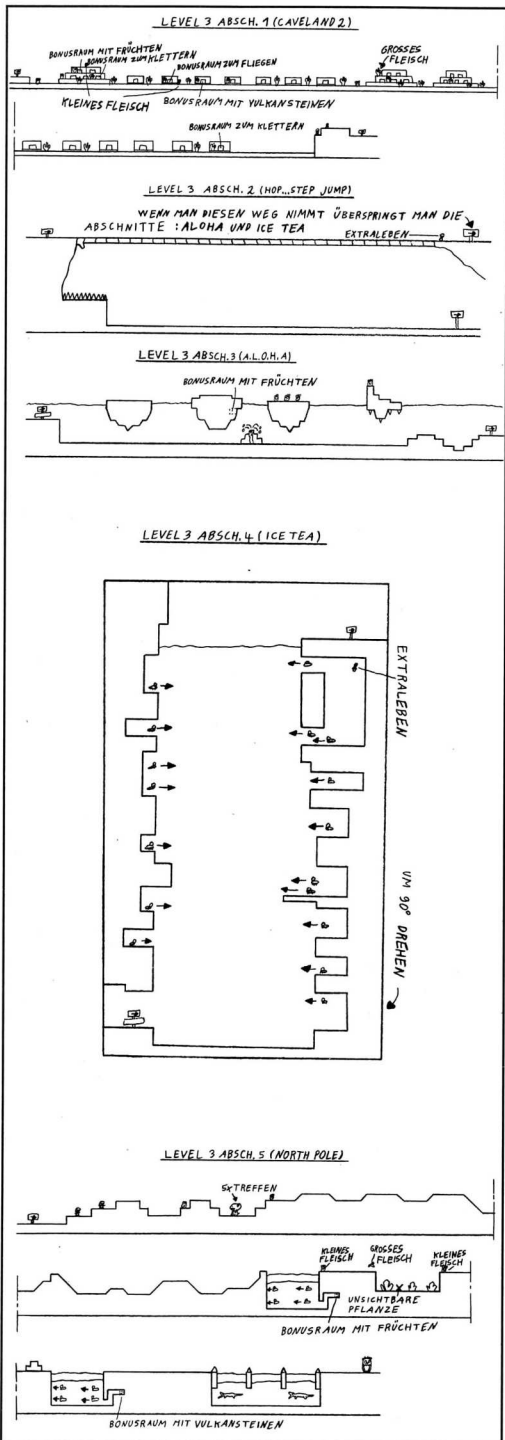 LEVEL 3 ABSCH. 1 (CAVELAND 2)
BONUSRAUM MIT FRÜCHTEN
BONUSRAUM ZUM KLETTERN
BONUSRAUM ZUM FLIEGEN
GROSSES
FLEISCH
KLEINES FLEISCH
BONUSRAUM MIT VULKANSTEINEN
BONUSRAUM ZUM KLETTERN
LEVEL 3 ABSCH. 2 (HOP...STEP JUMP)
WENN MAN DIESEN WEG NIMMT ÜBERSPRINGT MAN DIE
ABSCHNITTE : ALOHA UND ICE TEA
EXTRALEBEN
LEVEL 3 ABSCH. 3 (A.L.O.H.A)
BONUSRAUM MIT FRÜCHTEN
LEVEL 3 ABSCH. 4 (ICE TEA)
EXTRALEBEN
UM 90° DREHEN
LEVEL 3 ABSCH. 5 (NORTH POLE)
5x TREFFEN
KLEINES
FLEISCH
GROSSES
FLEISCH
KLEINES
FLEISCH
UNSICHTBARE
PFLANZE
BONUSRAUM MIT FRÜCHTEN
BONUSRAUM MIT VULKANSTEINEN